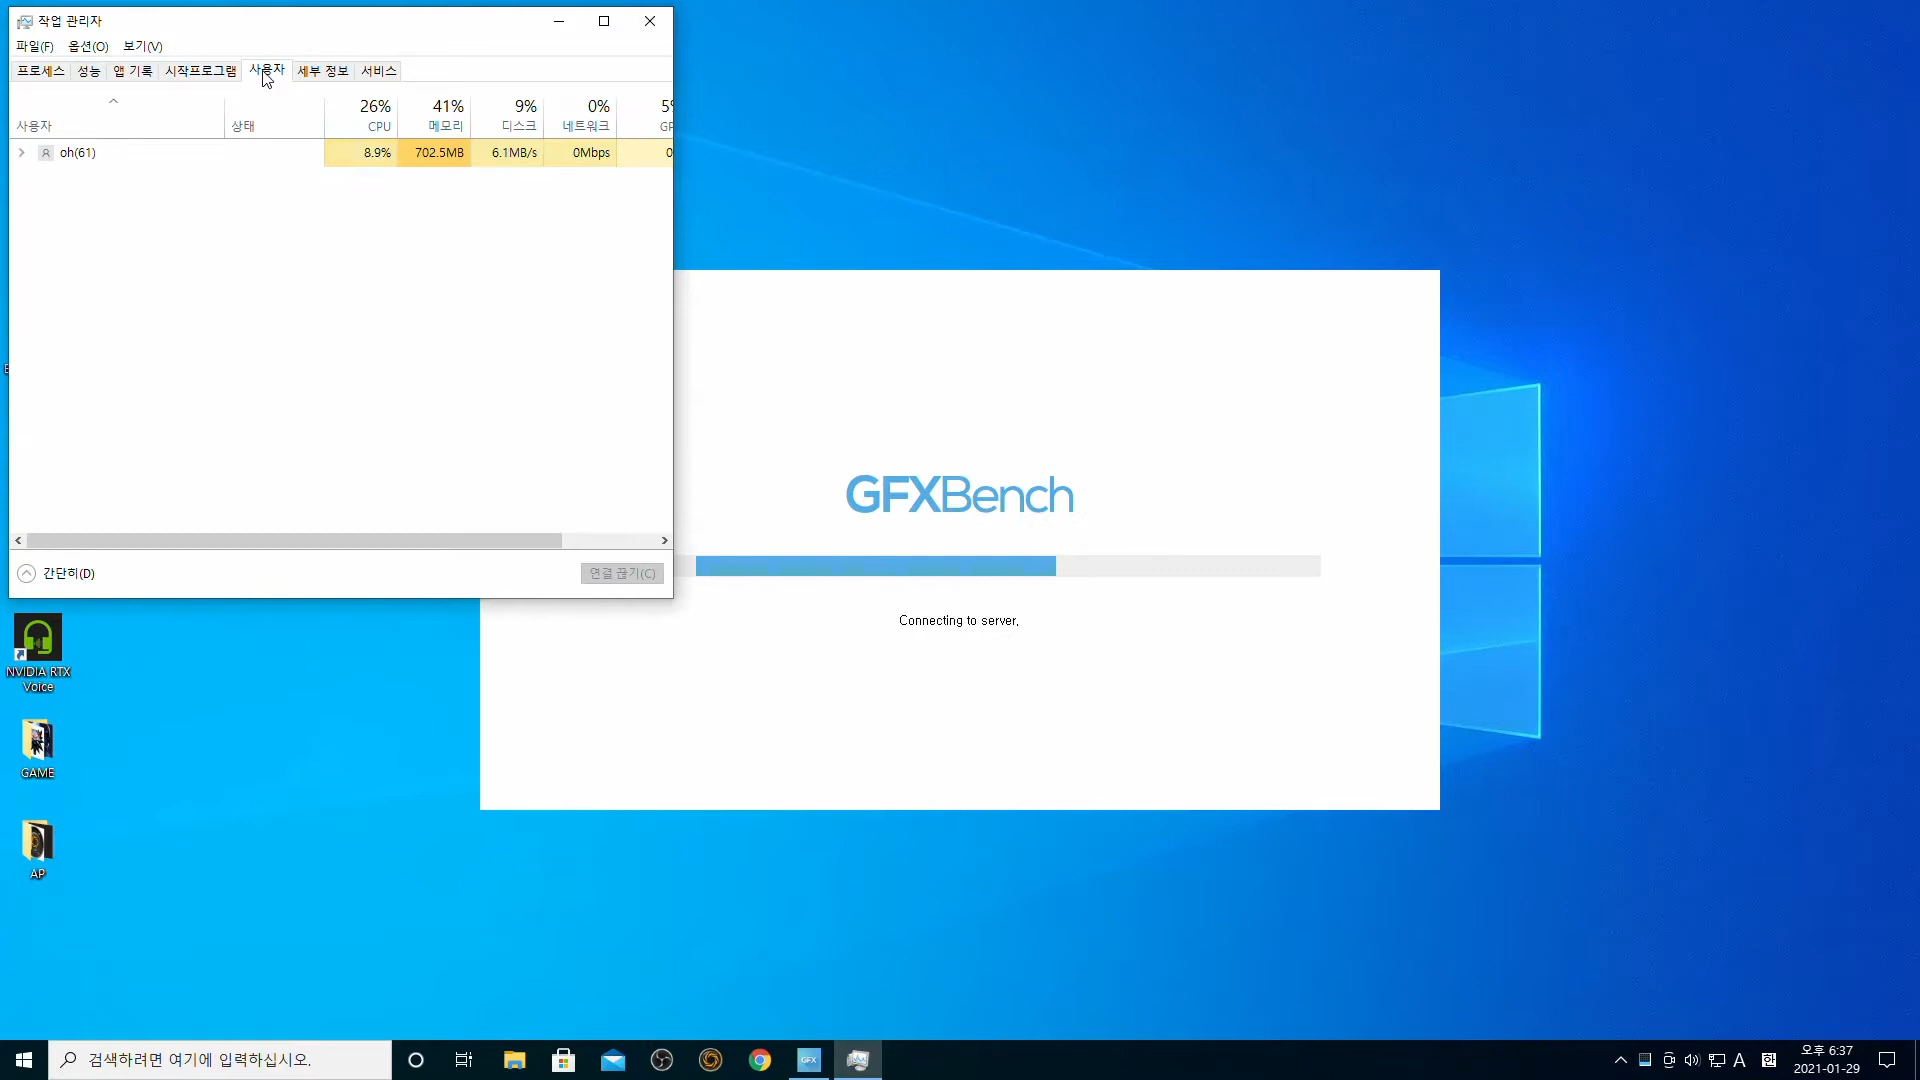 작업 관리자
파일(F) 옵션(O) 보기(V)
프로세스 성능 앱 기록 시작프로그램 사용자 세부 정보 서비스
26% 41% 9% 0% 5%
사용자 상태 CPU 메모리 디스크 네트워크 GP
oh(61) 8.9% 702.5MB 6.1MB/s 0Mbps 0
간단히(D) 연결 끊기(C)
GFXBench
Connecting to server.
NVIDIA RTX
Voice
GAME
AP
검색하려면 여기에 입력하십시오.
GFX
A 한
오후 6:37
2021-01-29